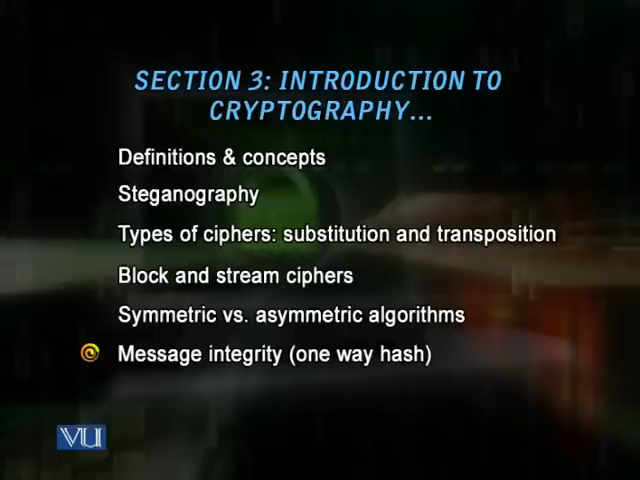 SECTION 3: INTRODUCTION TO
CRYPTOGRAPHY...
Definitions & concepts
Steganography
Types of ciphers: substitution and transposition
Block and stream ciphers
Symmetric vs. asymmetric algorithms
Message integrity (one way hash)
VU